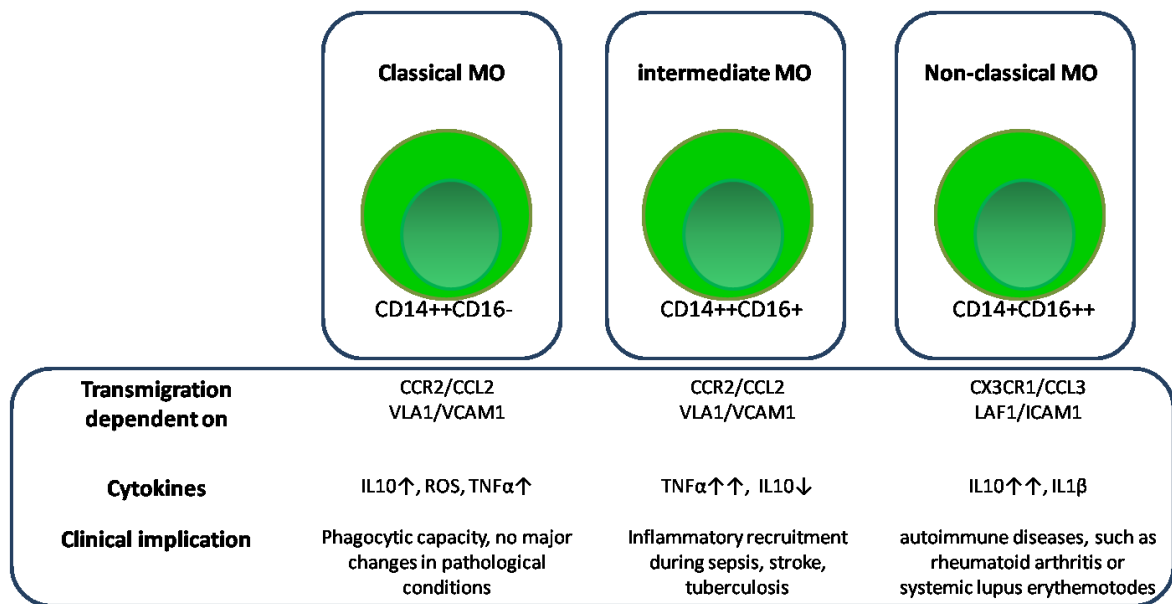 Classical MO
intermediate MO
Non-classical MO
CD14++CD16-
CD14++CD16+
CD14+CD16++
Transmigration
dependent on
CCR2/CCL2
VLA1/VCAM1
CCR2/CCL2
VLA1/VCAM1
CX3CR1/CCL3
LAF1/ICAM1
Cytokines
IL10↑, ROS, TNFα↑
TNFα↑↑, IL10↓
IL10↑↑, IL1β
Clinical implication
Phagocytic capacity, no major
changes in pathological
conditions
Inflammatory recruitment
during sepsis, stroke,
tuberculosis
autoimmune diseases, such as
rheumatoid arthritis or
systemic lupus erythemotodes